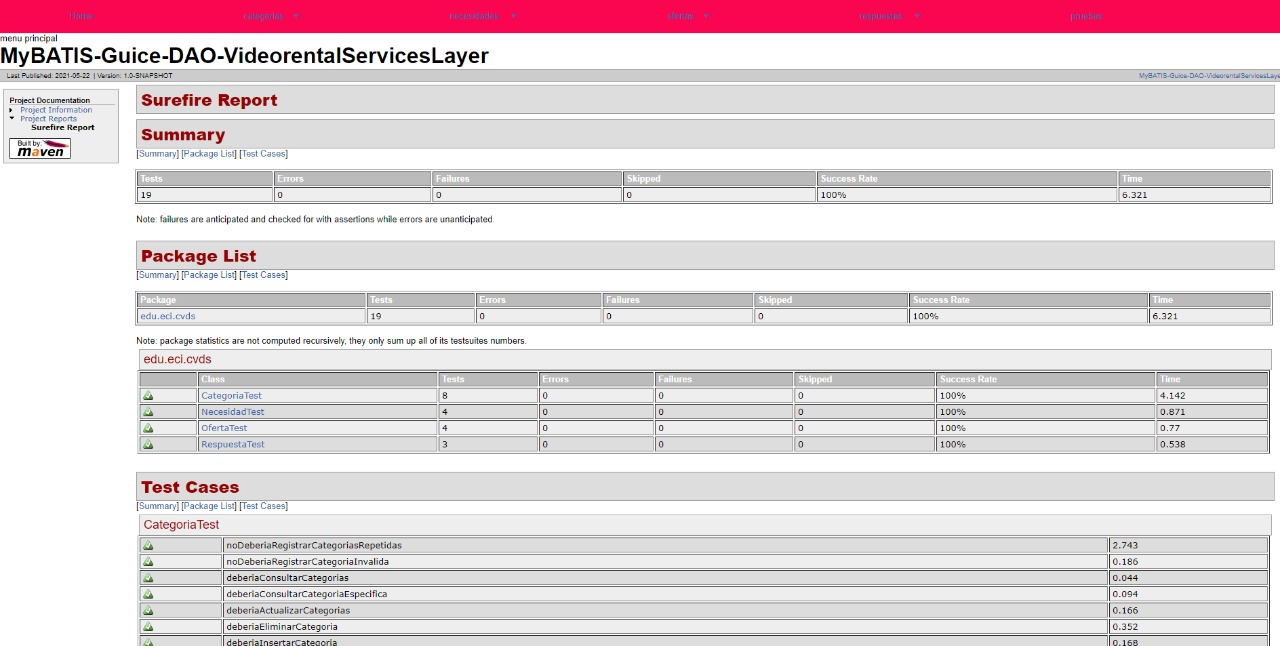 Home categorias necesidades ofertas respuestas pruebas
menu principal
MyBATIS-Guice-DAO-VideorentalServicesLayer
Last Published: 2021-05-22 | Version: 1.0-SNAPSHOT MyBATIS-Guice-DAO-VideorentalServicesLaye
Project Documentation
Project Information
Project Reports
Surefire Report
Built by:
maven
Surefire Report
Summary
[Summary] [Package List] [Test Cases]
Tests Errors Failures Skipped Success Rate Time
19 0 0 0 100% 6.321
Note: failures are anticipated and checked for with assertions while errors are unanticipated.
Package List
[Summary] [Package List] [Test Cases]
Package Tests Errors Failures Skipped Success Rate Time
edu.eci.cvds 19 0 0 0 100% 6.321
Note: package statistics are not computed recursively, they only sum up all of its testsuites numbers.
edu.eci.cvds
Class Tests Errors Failures Skipped Success Rate Time
CategoriaTest 8 0 0 0 100% 4.142
NecesidadTest 4 0 0 0 100% 0.871
OfertaTest 4 0 0 0 100% 0.77
RespuestaTest 3 0 0 0 100% 0.538
Test Cases
[Summary] [Package List] [Test Cases]
CategoriaTest
noDeberiaRegistrarCategoriasRepetidas 2.743
noDeberiaRegistrarCategoriaInvalida 0.186
deberiaConsultarCategorias 0.044
deberiaConsultarCategoriaEspecifica 0.094
deberiaActualizarCategorias 0.166
deberiaEliminarCategoria 0.352
deberiaInsertarCategoria 0.168